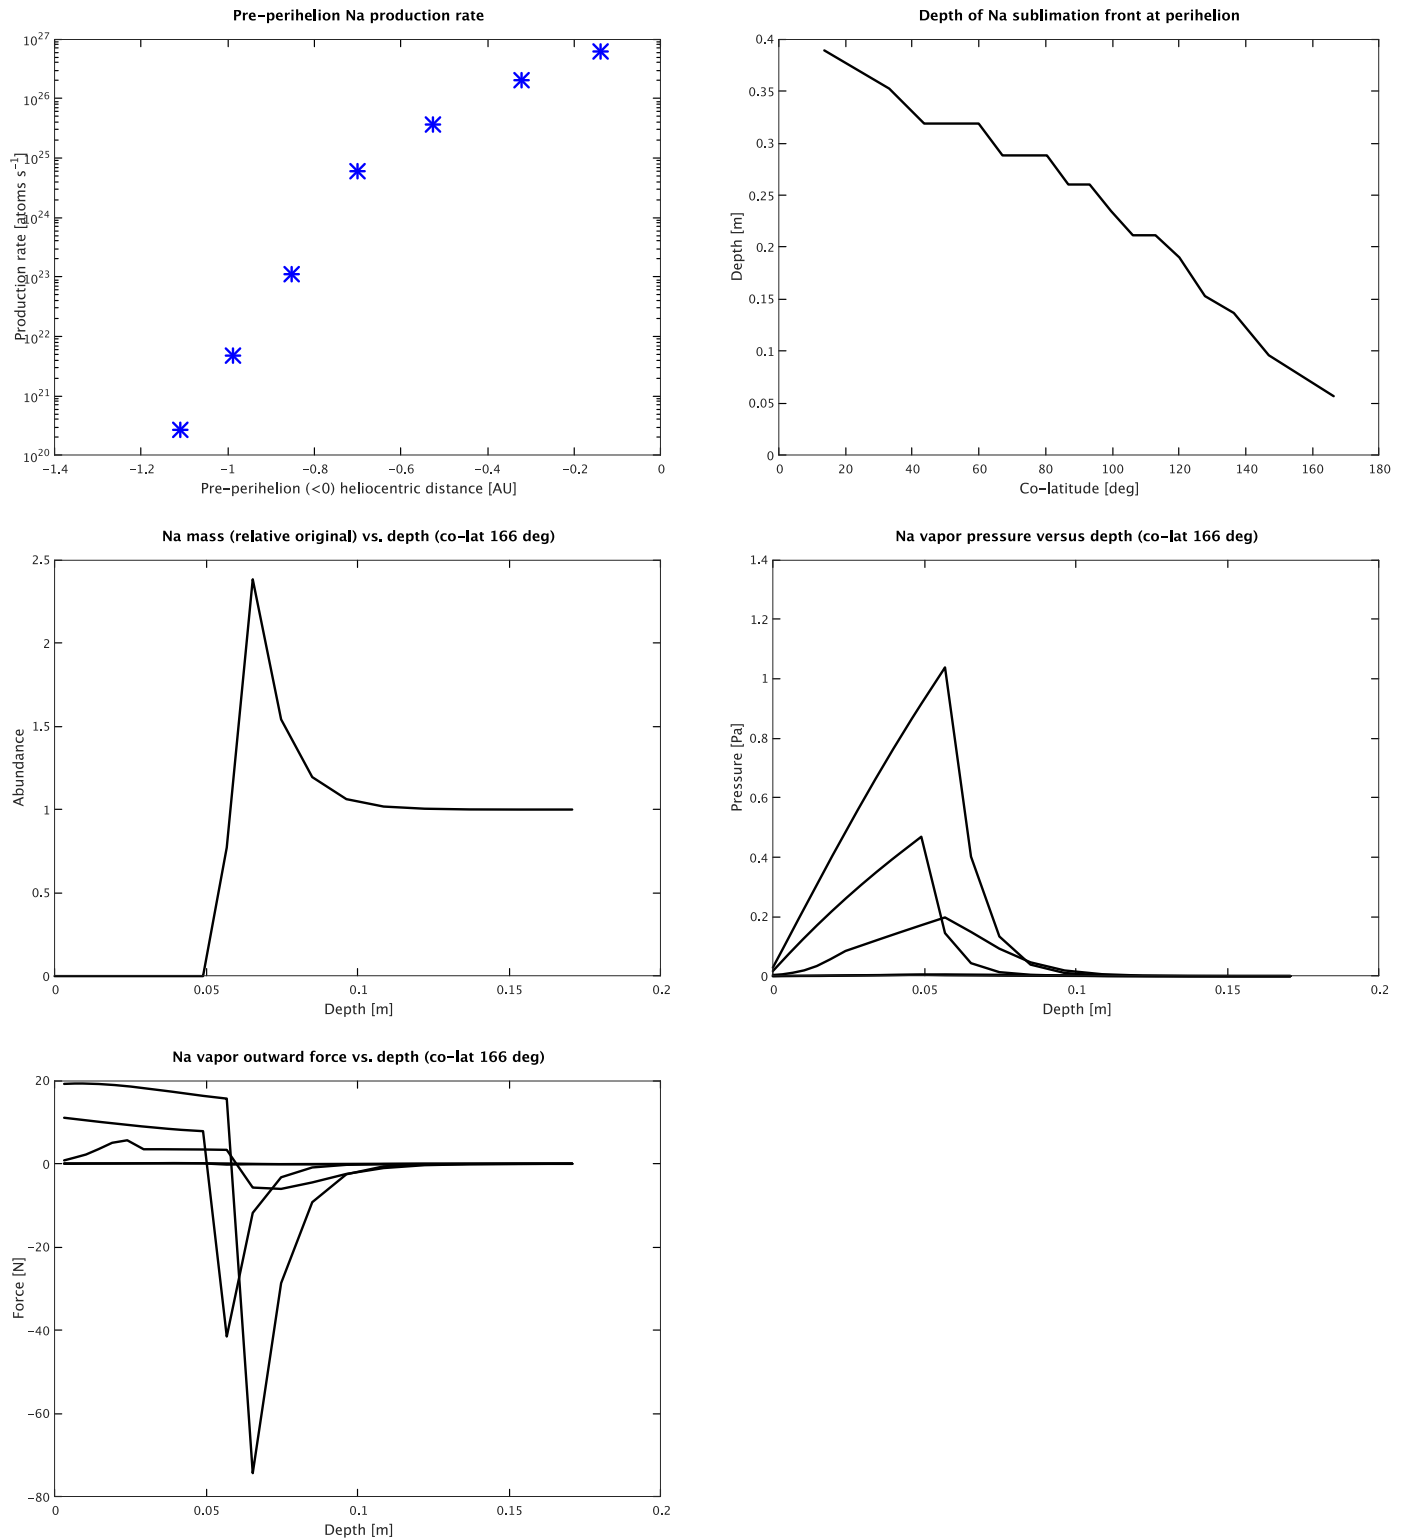 Pre-perihelion Na production rate
10^27
10^26
10^25
10^24
10^23
10^22
10^21
10^20
Production rate [atoms s^-1]
-1.4 -1.2 -1 -0.8 -0.6 -0.4 -0.2 0
Pre-perihelion (<0) heliocentric distance [AU]
Depth of Na sublimation front at perihelion
0.4
0.35
0.3
0.25
0.2
0.15
0.1
0.05
0
Depth [m]
0 20 40 60 80 100 120 140 160 180
Co-latitude [deg]
Na mass (relative original) vs. depth (co-lat 166 deg)
2.5
2
1.5
1
0.5
0
Abundance
0 0.05 0.1 0.15 0.2
Depth [m]
Na vapor pressure versus depth (co-lat 166 deg)
1.4
1.2
1
0.8
0.6
0.4
0.2
0
Pressure [Pa]
0 0.05 0.1 0.15 0.2
Depth [m]
Na vapor outward force vs. depth (co-lat 166 deg)
20
0
-20
-40
-60
-80
Force [N]
0 0.05 0.1 0.15 0.2
Depth [m]